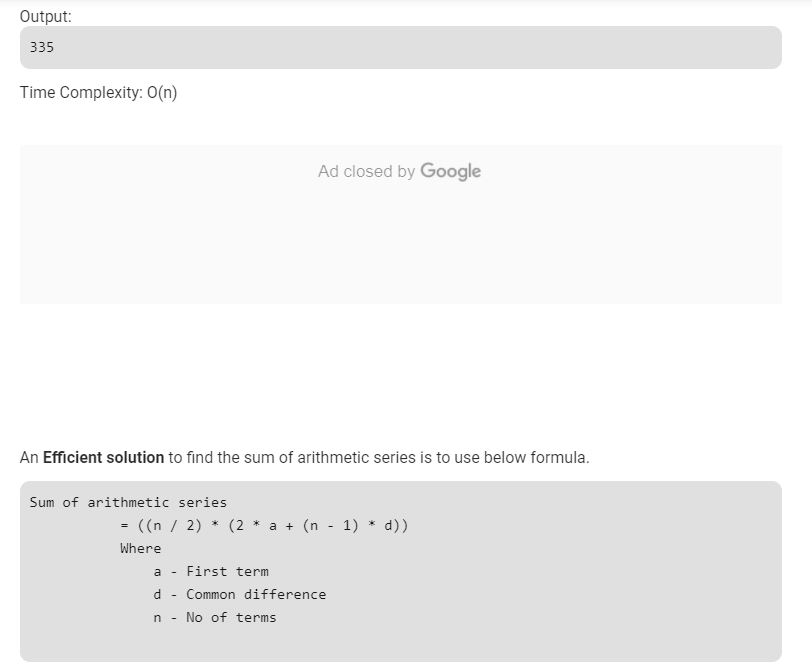 Output:
335
Time Complexity: O(n)
Ad closed by Google
An Efficient solution to find the sum of arithmetic series is to use below formula.
Sum of arithmetic series
= ((n / 2) * (2 * a + (n - 1) * d))
Where
a - First term
d - Common difference
n - No of terms